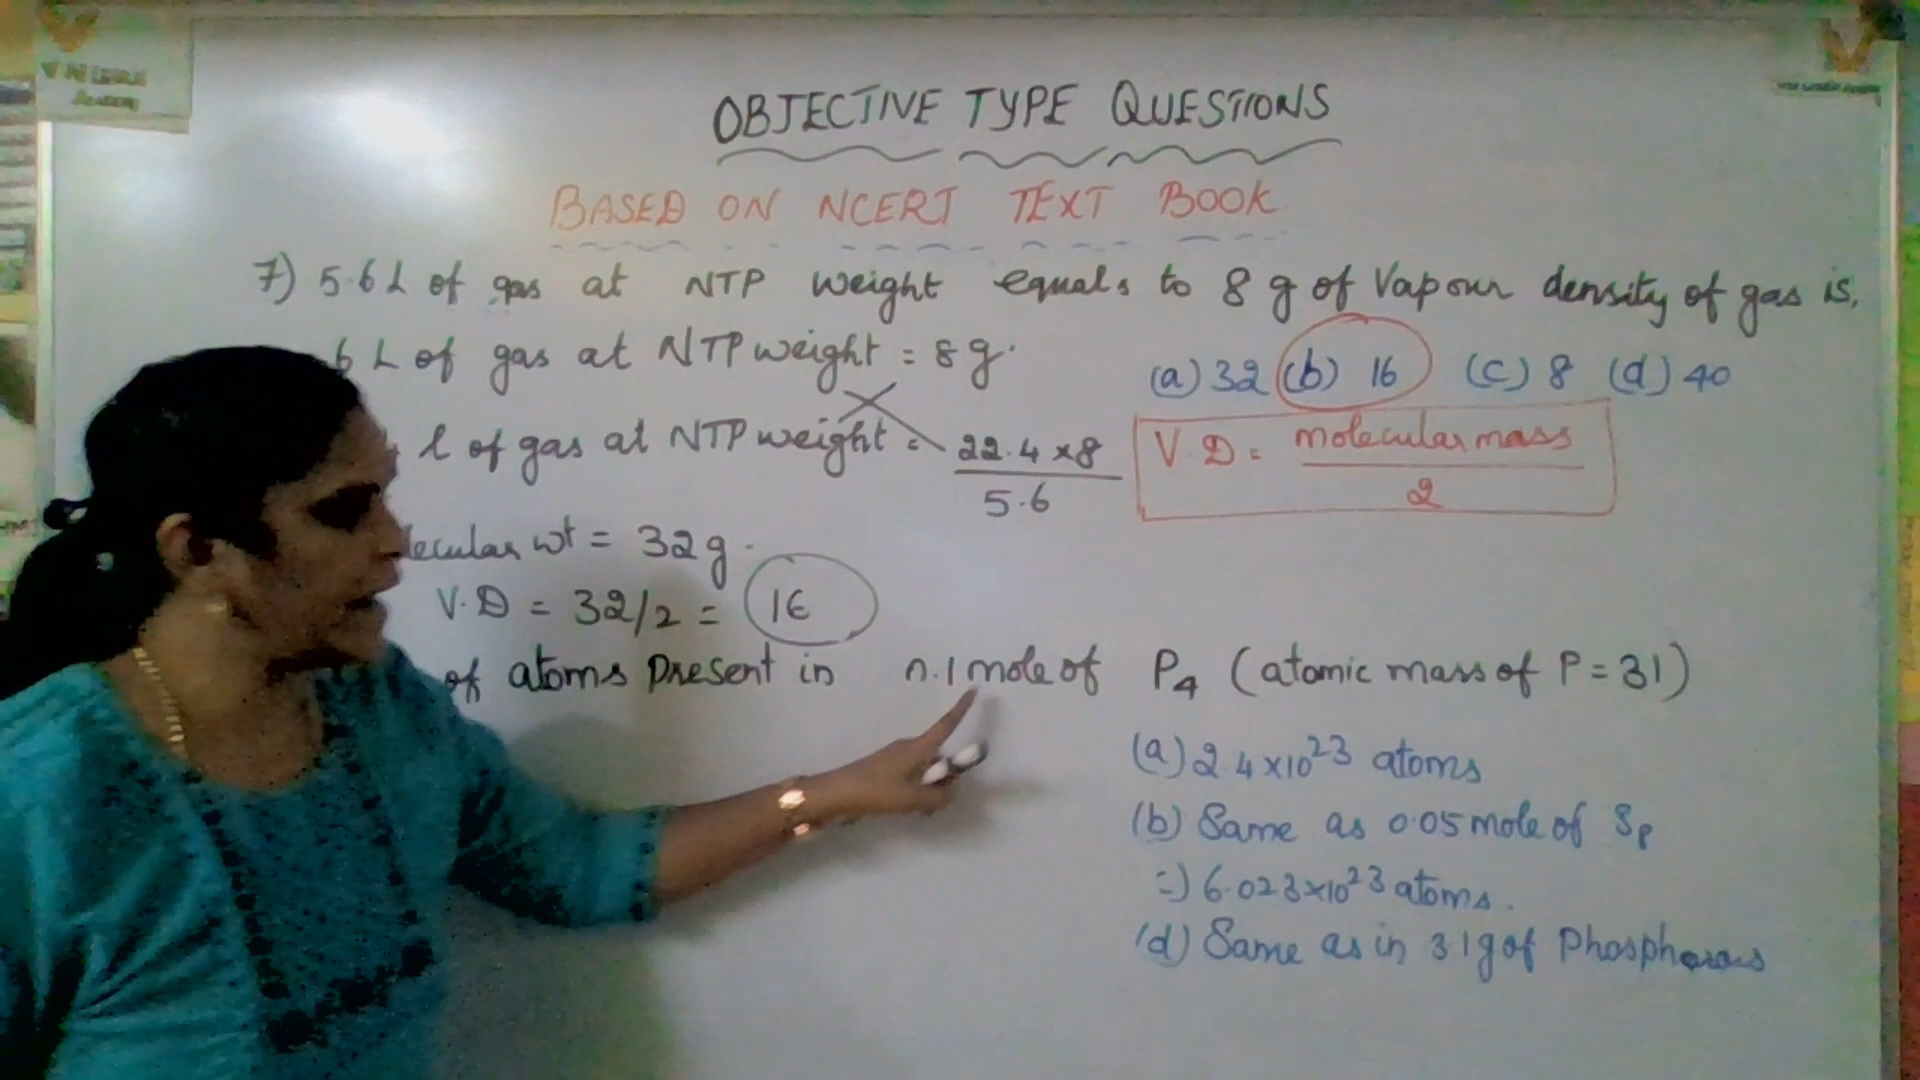 OBJECTIVE TYPE QUESTIONS
BASED ON NCERT TEXT BOOK
7) 5.6 L of gas at NTP weight equals to 8 g of Vapour density of gas is,
6 L of gas at NTP weight = 8 g.
(a) 32 (b) 16 (c) 8 (d) 40
l of gas at NTP weight = 22.4 x 8 / 5.6
V.D = molecular mass / 2
lecular wt = 32 g.
V.D = 32/2 = 16
of atoms present in 0.1 mole of P4 (atomic mass of P = 31)
(a) 2.4 x 10^23 atoms
(b) Same as 0.05 mole of S8
6.023 x 10^23 atoms.
(d) Same as in 31 g of Phosphorous